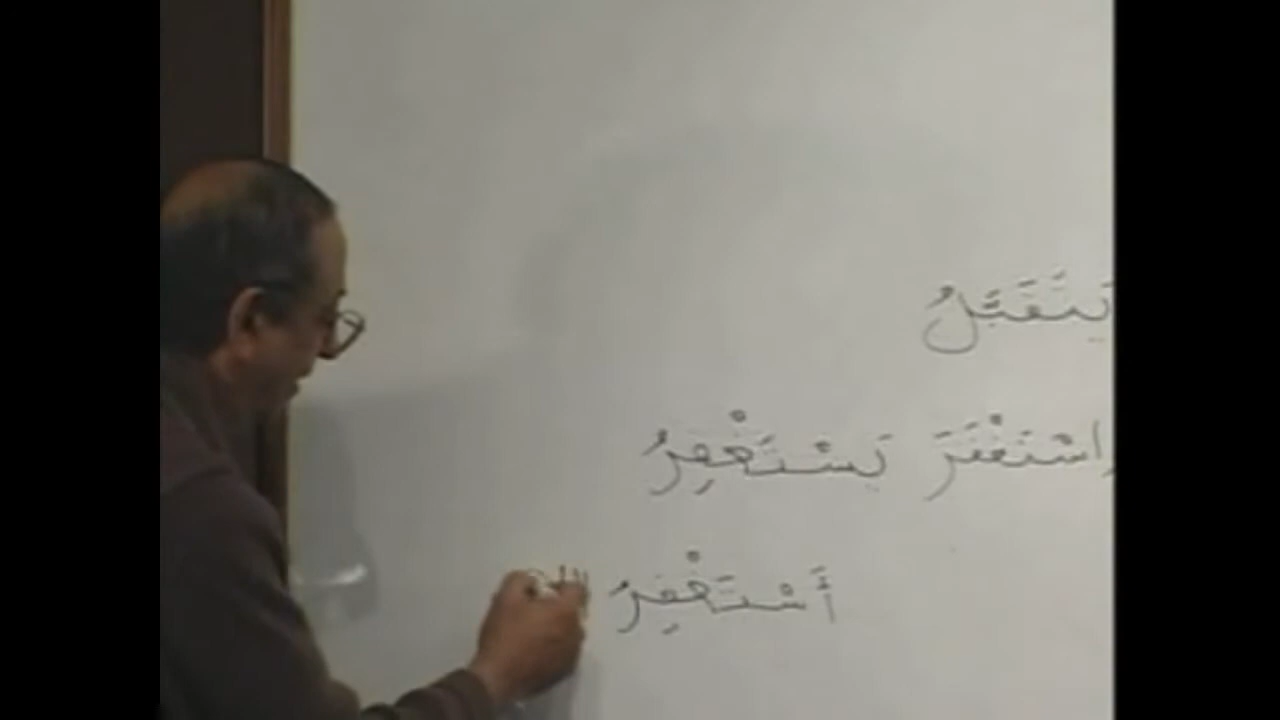 يَتَقَبَّلُ
اِسْتَغْفَرَ يَسْتَغْفِرُ
أَسْتَغْفِرُ